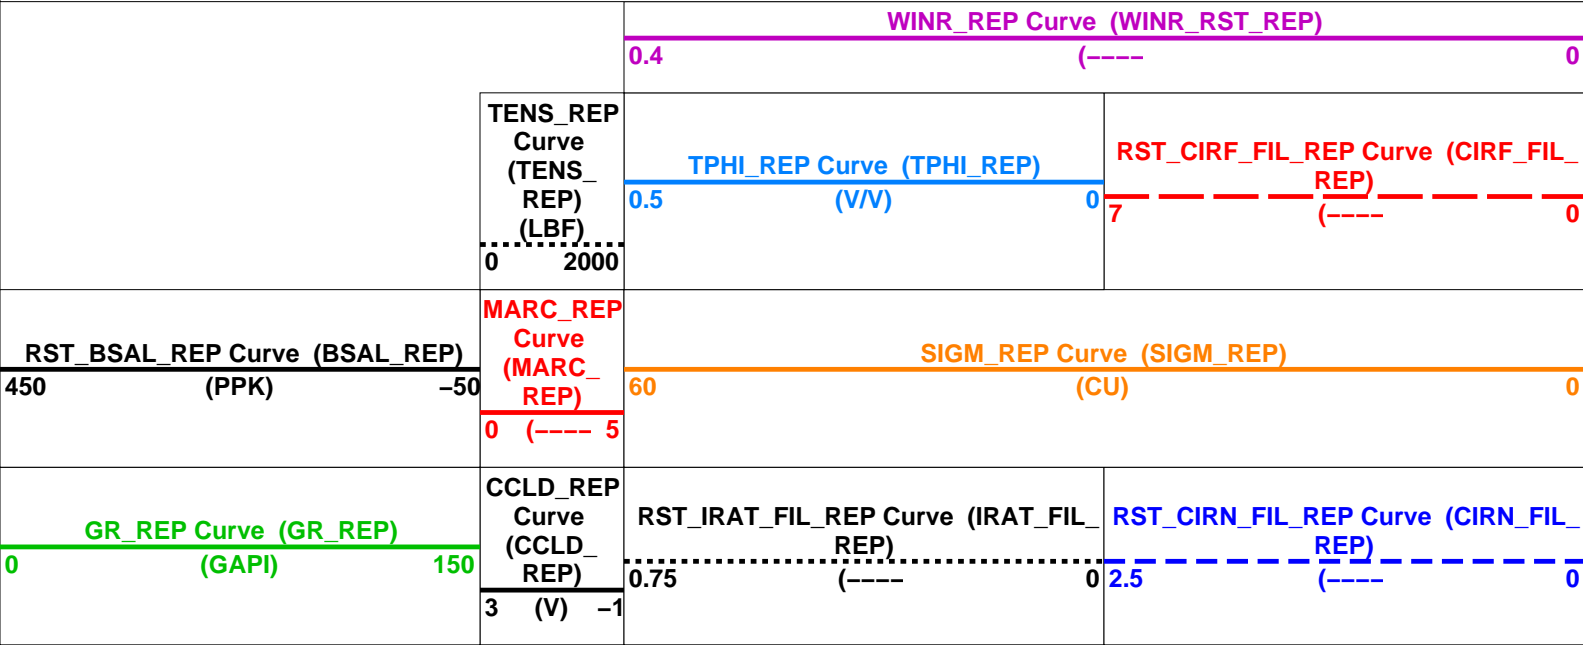 WINR_REP Curve (WINR_RST_REP)
0.4 (−−−− 0
TENS_REP
Curve
(TENS_
REP)
(LBF)
0 2000
TPHI_REP Curve (TPHI_REP)
0.5 (V/V) 0
RST_CIRF_FIL_REP Curve (CIRF_FIL_
REP)
7 (−−−− 0
RST_BSAL_REP Curve (BSAL_REP)
450 (PPK) −50
MARC_REP
Curve
(MARC_
REP)
0 (−−−− 5
SIGM_REP Curve (SIGM_REP)
60 (CU) 0
GR_REP Curve (GR_REP)
0 (GAPI) 150
CCLD_REP
Curve
(CCLD_
REP)
3 (V) −1
RST_IRAT_FIL_REP Curve (IRAT_FIL_
REP)
0.75 (−−−− 0
RST_CIRN_FIL_REP Curve (CIRN_FIL_
REP)
2.5 (−−−− 0